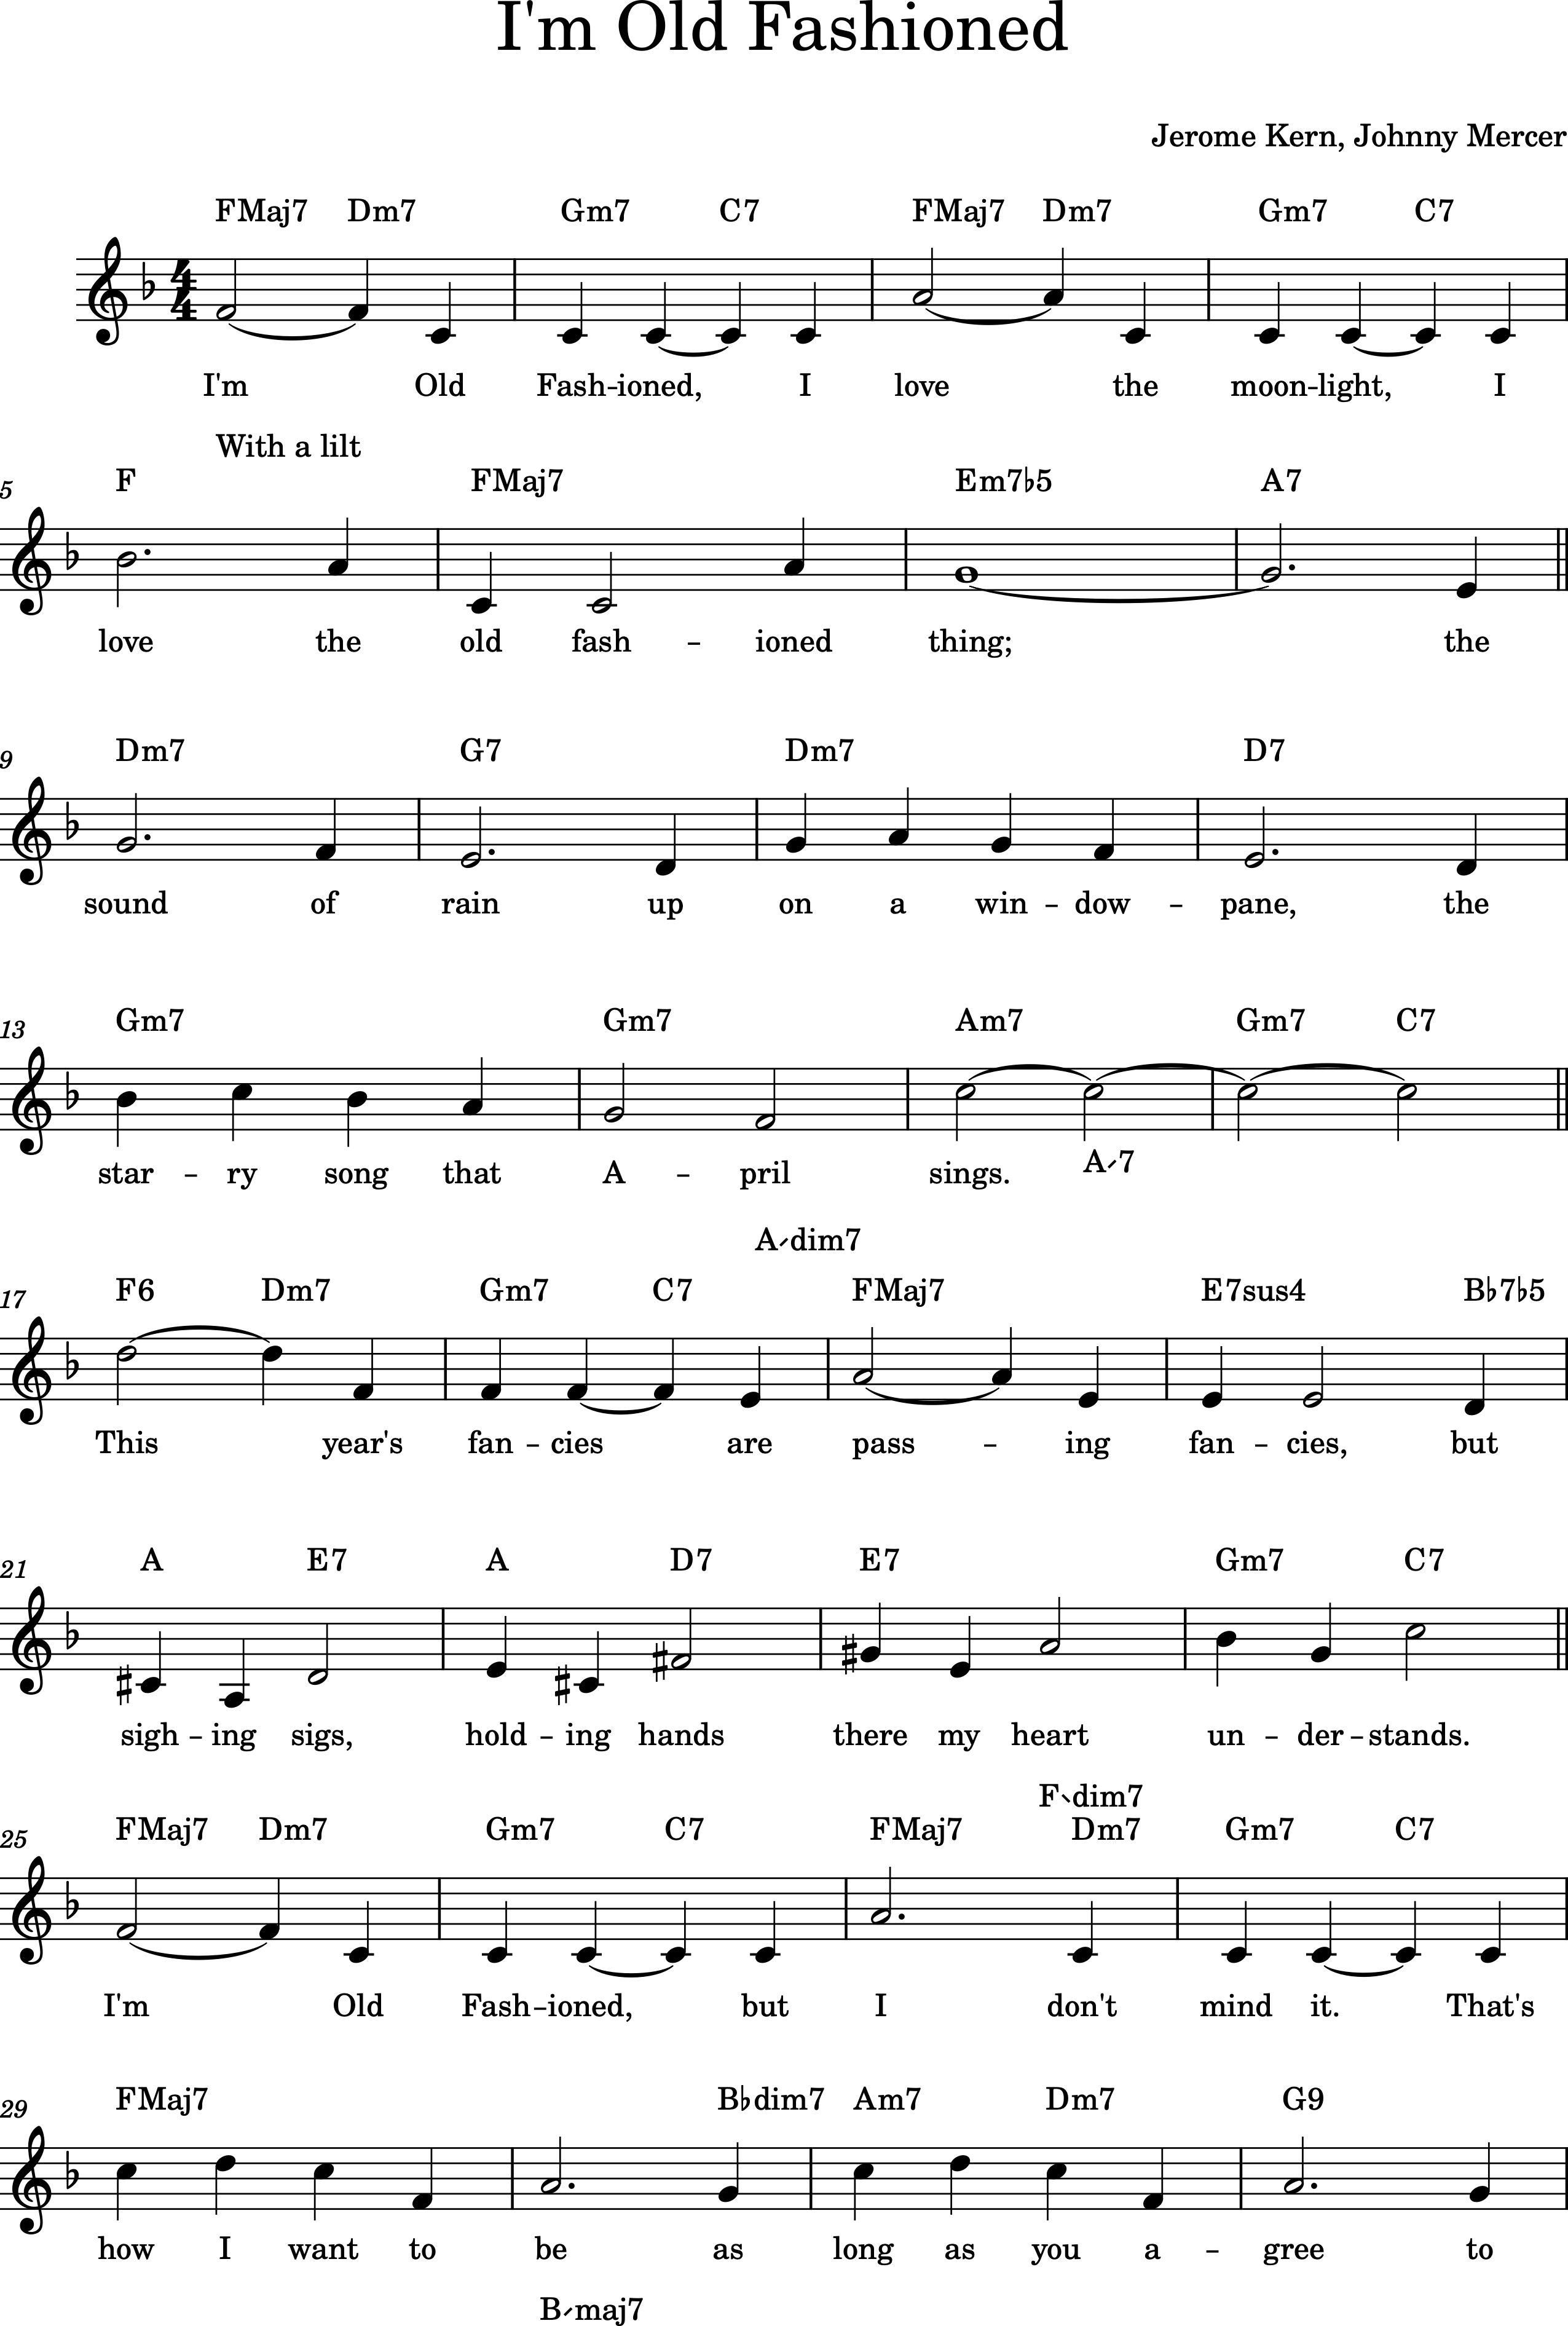 I'm Old Fashioned
Jerome Kern, Johnny Mercer
FMaj7 Dm7 Gm7 C7 FMaj7 Dm7 Gm7 C7
4
4
I'm Old Fash-ioned, I love the moon-light, I
With a lilt
5 F FMaj7 Em7♭5 A7
love the old fash - ioned thing; the
9 Dm7 G7 Dm7 D7
sound of rain up on a win - dow - pane, the
13 Gm7 Gm7 Am7 Gm7 C7
star - ry song that A - pril sings. A 7
A dim7
17 F6 Dm7 Gm7 C7 FMaj7 E7sus4 B♭7♭5
This year's fan - cies are pass - ing fan - cies, but
21 A E7 A D7 E7 Gm7 C7
sigh - ing sigs, hold - ing hands there my heart un - der - stands.
F dim7
25 FMaj7 Dm7 Gm7 C7 FMaj7 Dm7 Gm7 C7
I'm Old Fash-ioned, but I don't mind it. That's
29 FMaj7 B♭dim7 Am7 Dm7 G9
how I want to be as long as you a - gree to
B maj7